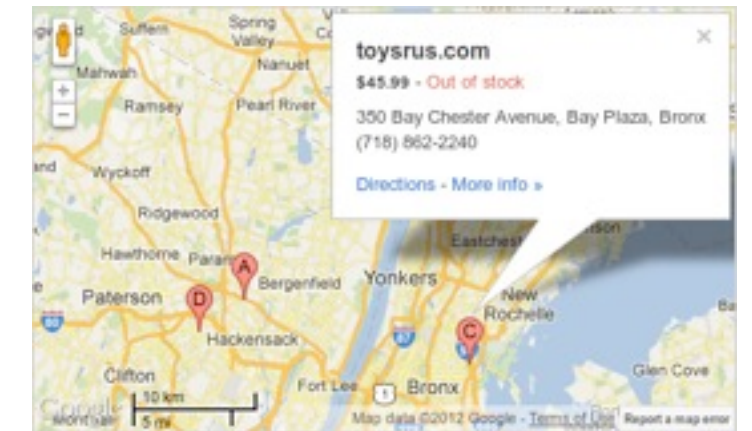 Suffern
Spring
Valley
Nanuet
Mahwah
Ramsey
Pearl River
Wyckoff
Ridgewood
Hawthorne
Bergenfield
Paterson
Hackensack
Clifton
Fort Lee
Yonkers
Bronx
New
Rochelle
Glen Cove
A
D
C
80
87
1
toysrus.com
$45.99 - Out of stock
350 Bay Chester Avenue, Bay Plaza, Bronx
(718) 862-2240
Directions - More info »
10 km
5 mi
Google
Map data ©2012 Google - Terms of Use
Report a map error